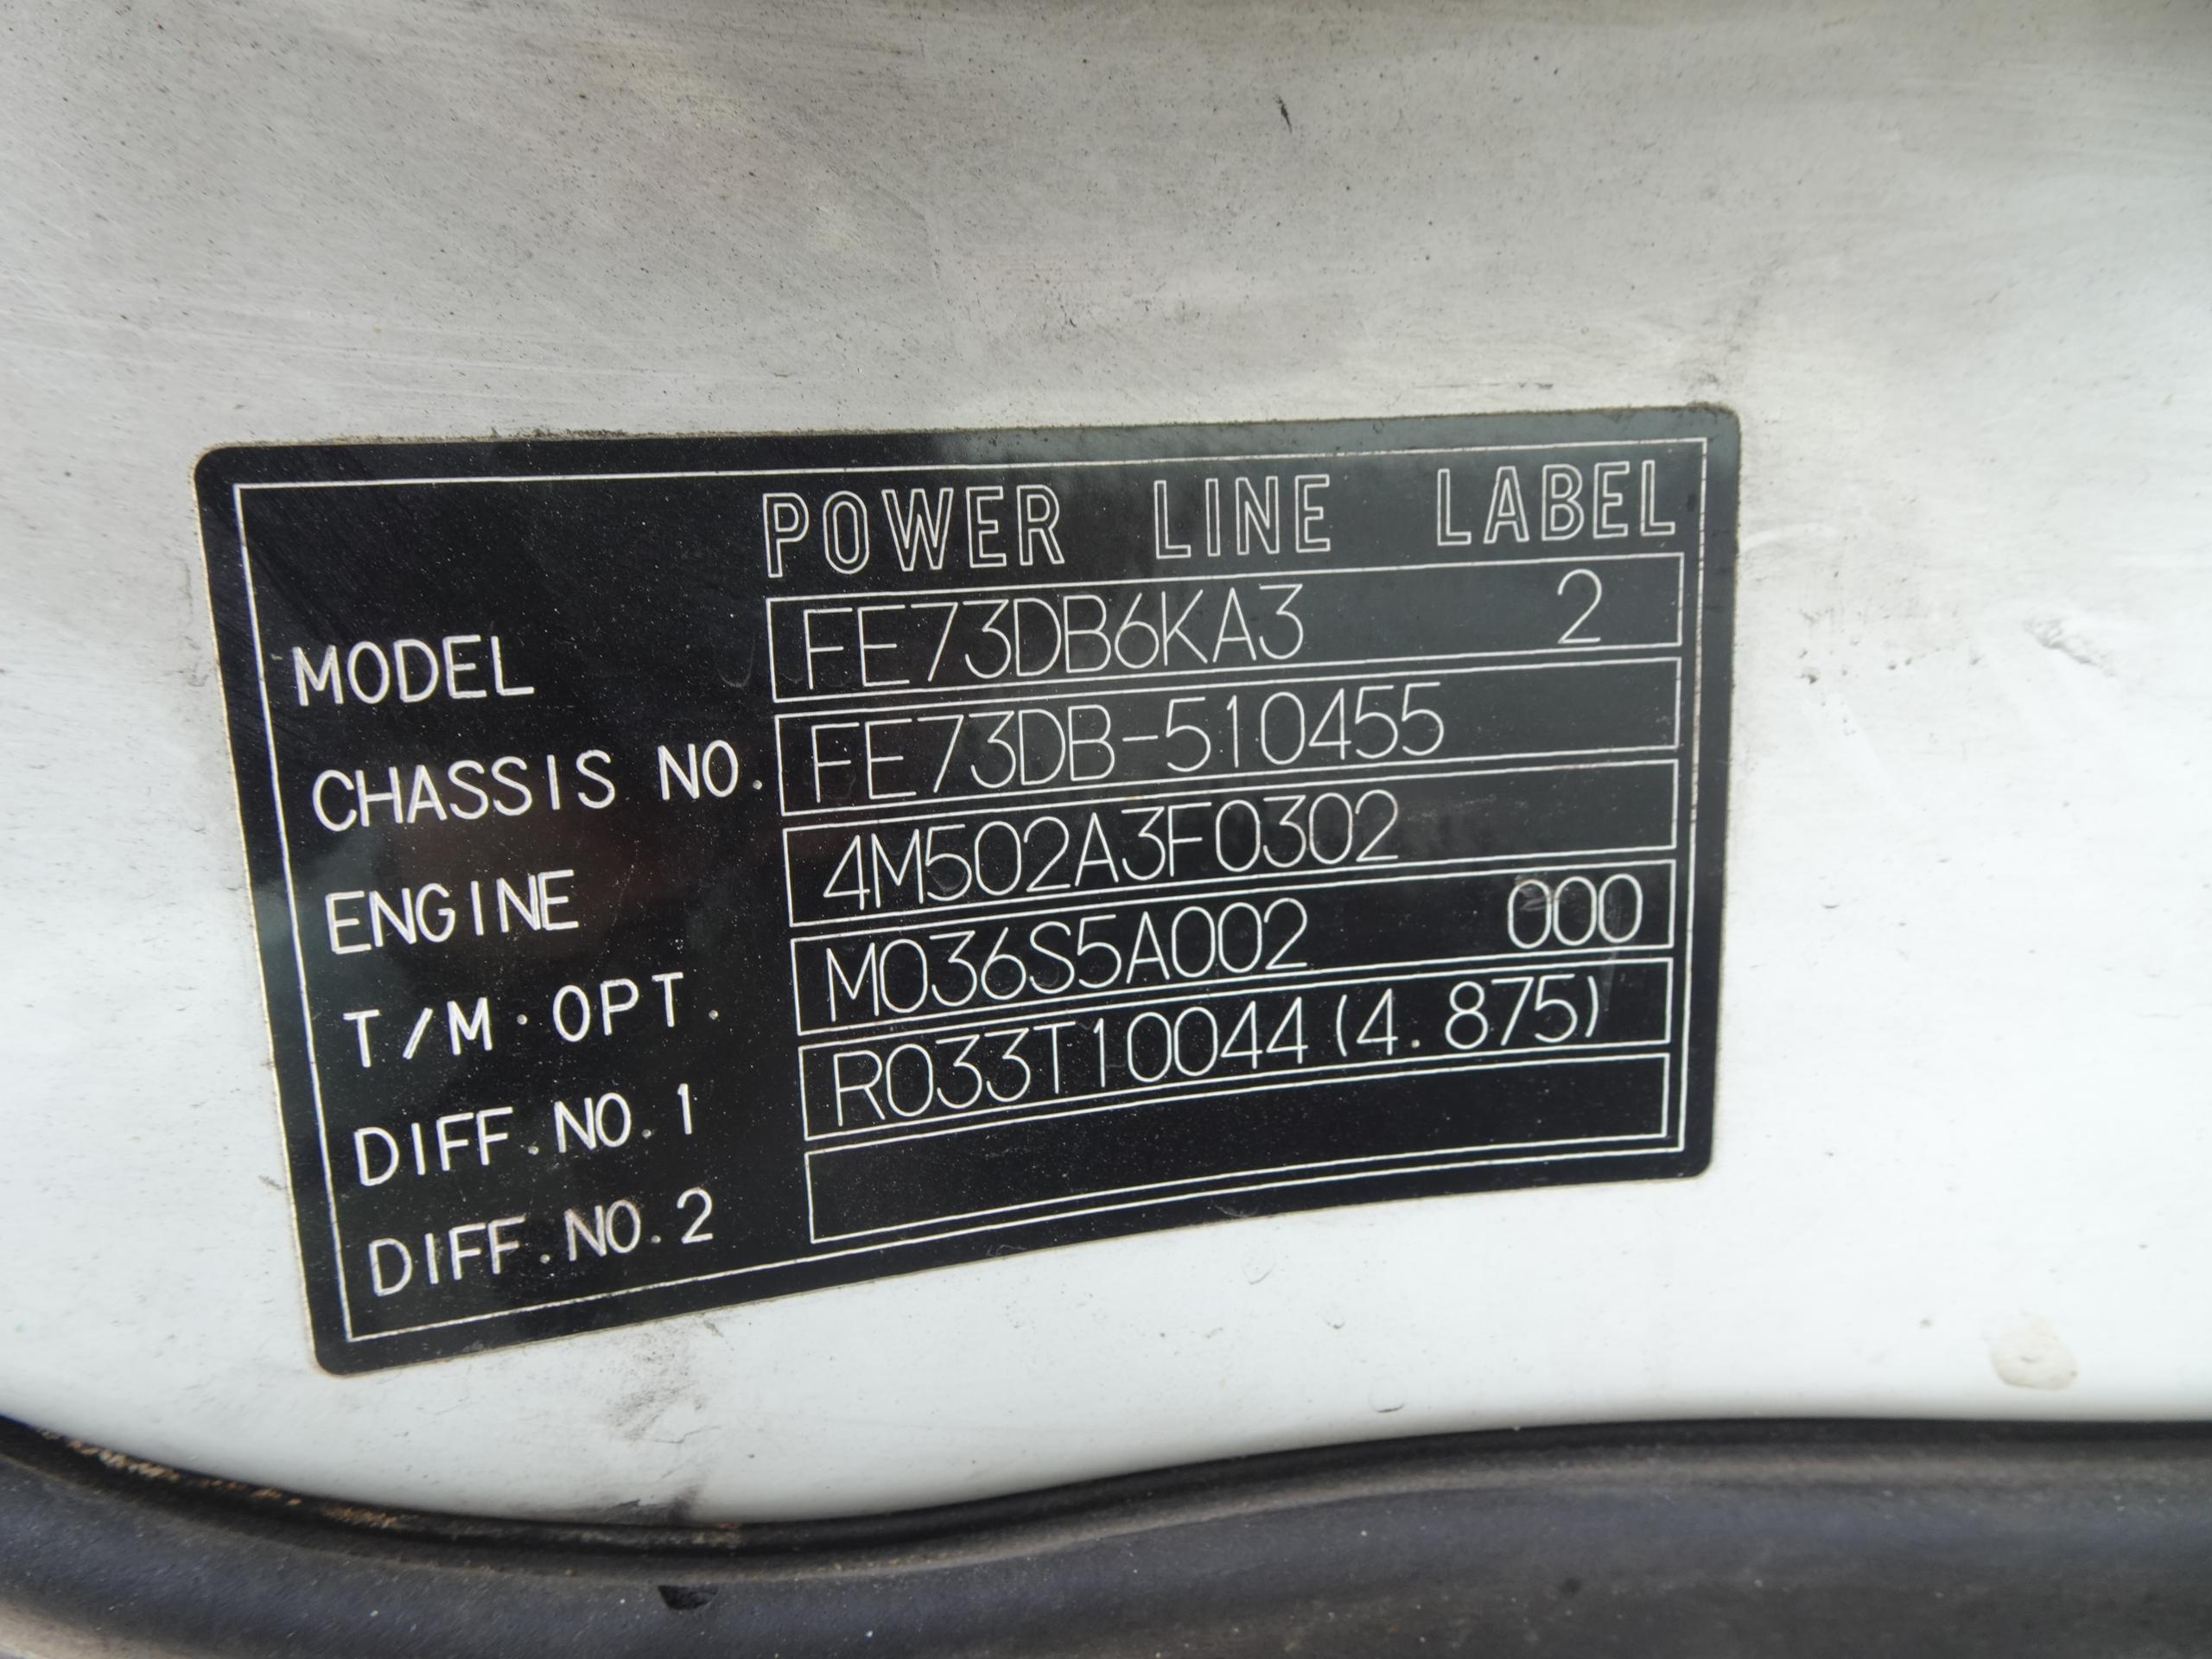 POWER LINE LABEL
MODEL FE73DB6KA3 2
CHASSIS NO. FE73DB-510455
ENGINE 4M502A3F0302
T/M·OPT. M036S5A002 000
DIFF.NO.1 R033T10044(4.875)
DIFF.NO.2